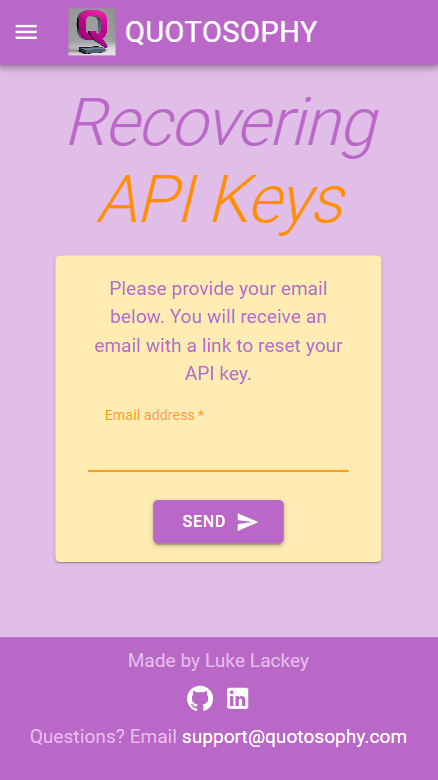 QUOTOSOPHY
Recovering
API Keys
Please provide your email
below. You will receive an
email with a link to reset your
API key.
Email address *
SEND
Made by Luke Lackey
Questions? Email support@quotosophy.com